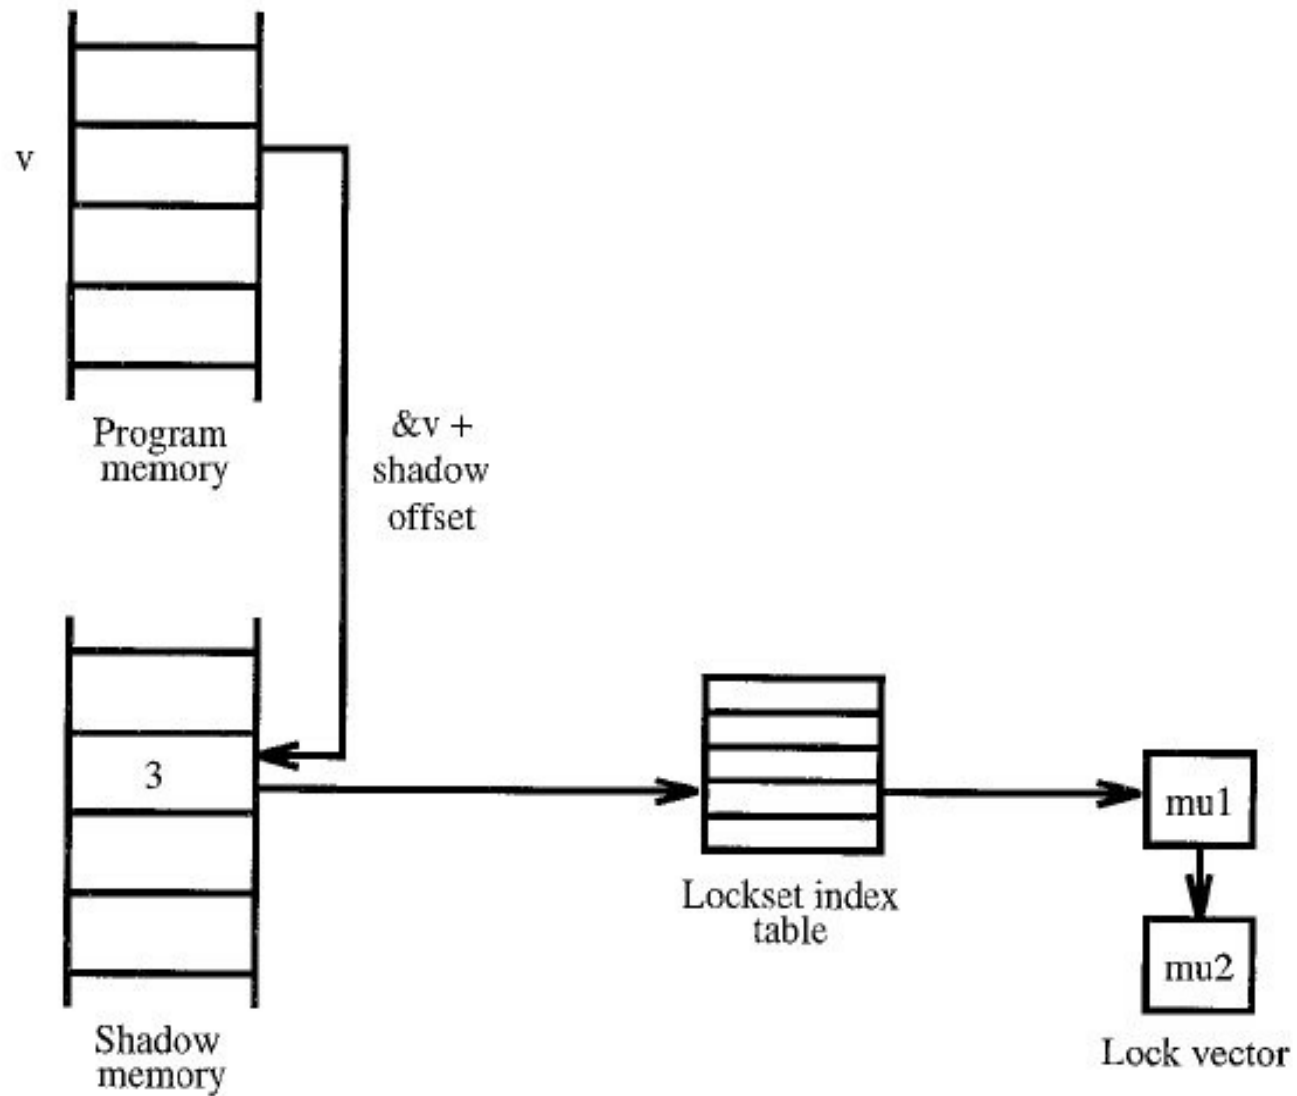 v
Program
memory
&v +
shadow
offset
3
mu1
Lockset index
table
mu2
Lock vector
Shadow
memory